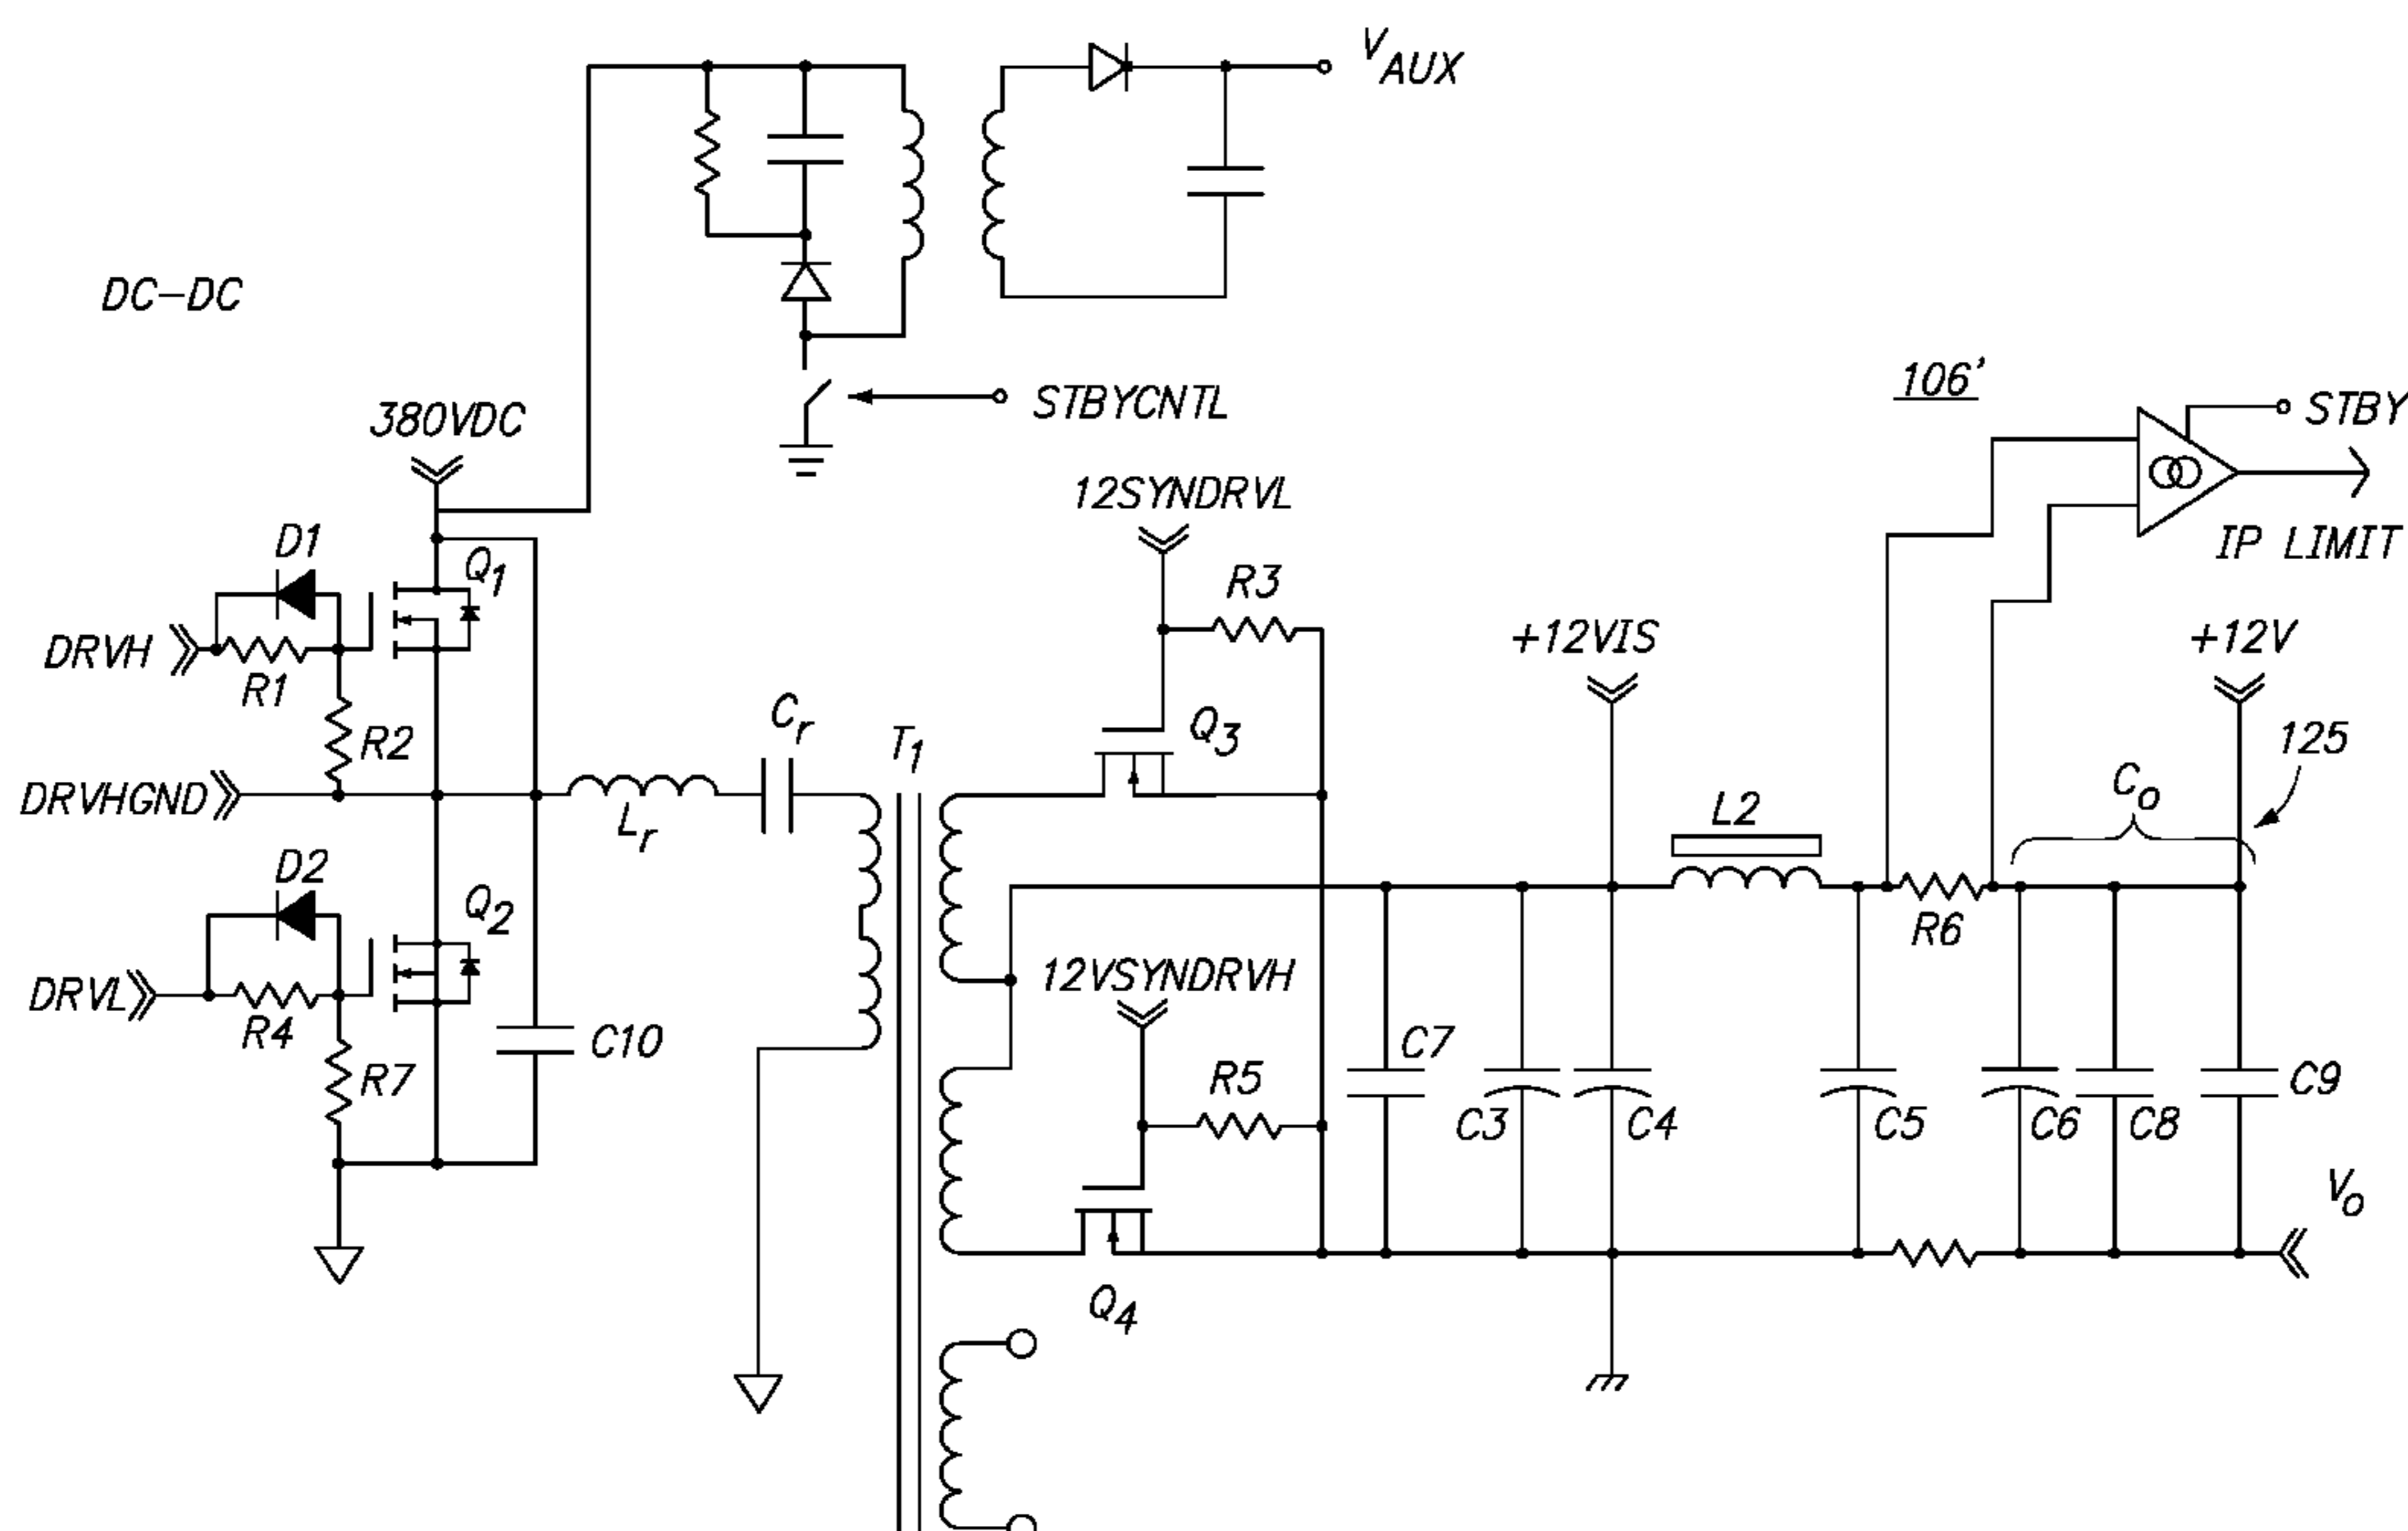 V AUX
DC-DC
STBYCNTL
380VDC
106'
STBY
12SYNDRVL
IP LIMIT
D1
Q1
R3
DRVH
+12VIS
+12V
R1
R2
Cr
T1
Q3
125
DRVHGND
Lr
L2
Co
D2
Q2
R6
12VSYNDRVH
DRVL
R4
C10
C7
R5
C9
R7
C3
C4
C5
C6
C8
Vo
Q4